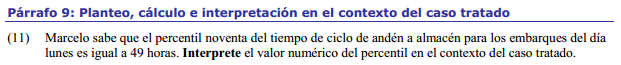 Párrafo 9: Planteo, cálculo e interpretación en el contexto del caso tratado
(11) Marcelo sabe que el percentil noventa del tiempo de ciclo de andén a almacén para los embarques del día
lunes es igual a 49 horas. Interprete el valor numérico del percentil en el contexto del caso tratado.